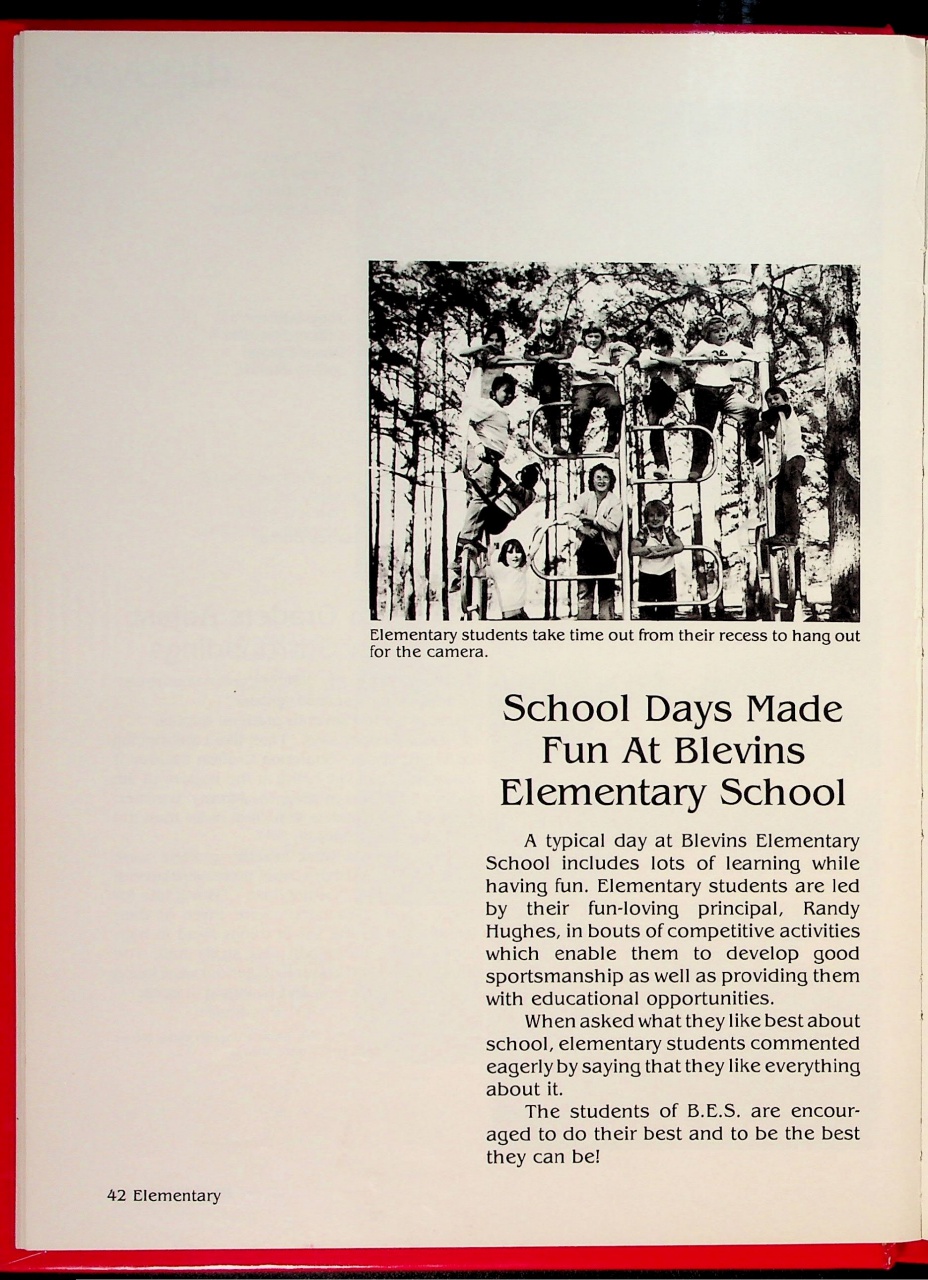 Elementary students take time out from their recess to hang out
for the camera.
School Days Made
Fun At Blevins
Elementary School
A typical day at Blevins Elementary
School includes lots of learning while
having fun. Elementary students are led
by their fun-loving principal, Randy
Hughes, in bouts of competitive activities
which enable them to develop good
sportsmanship as well as providing them
with educational opportunities.
When asked what they like best about
school, elementary students commented
eagerly by saying that they like everything
about it.
The students of B.E.S. are encour-
aged to do their best and to be the best
they can be!
42 Elementary